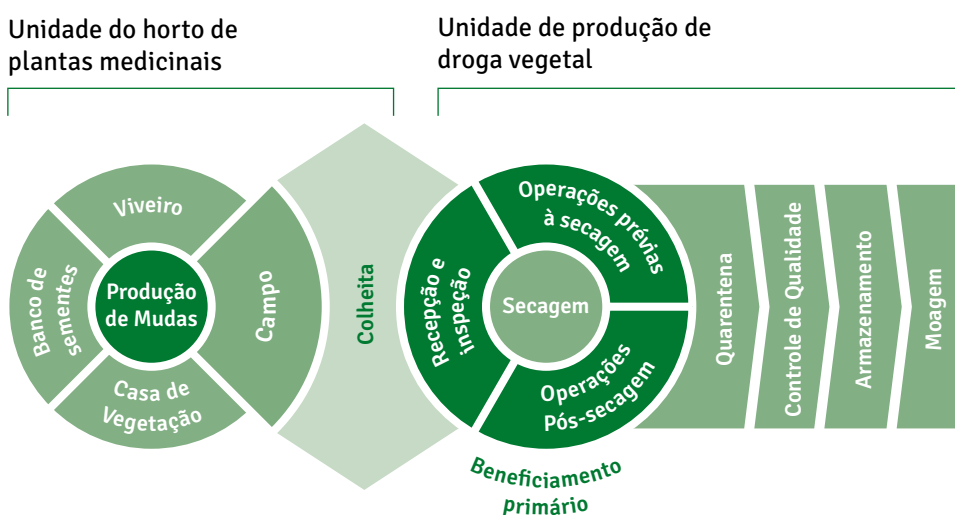 Unidade do horto de
plantas medicinais
Unidade de produção de
droga vegetal
Viveiro
Banco de
sementes
Produção
de Mudas
Casa de
Vegetação
Campo
Colheita
Recepção e
inspeção
Operações prévias
à secagem
Secagem
Operações
Pós-secagem
Beneficiamento
primário
Quarentena
Controle de Qualidade
Armazenamento
Moagem